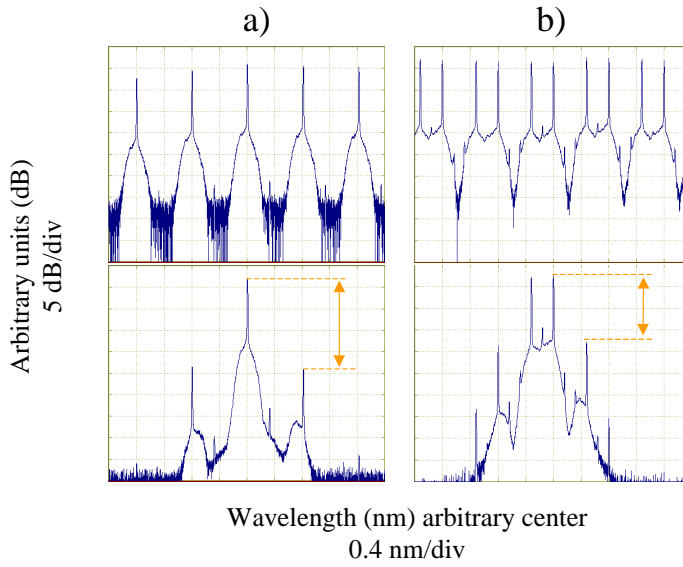 a)
b)
Arbitrary units (dB)
5 dB/div
Wavelength (nm) arbitrary center
0.4 nm/div